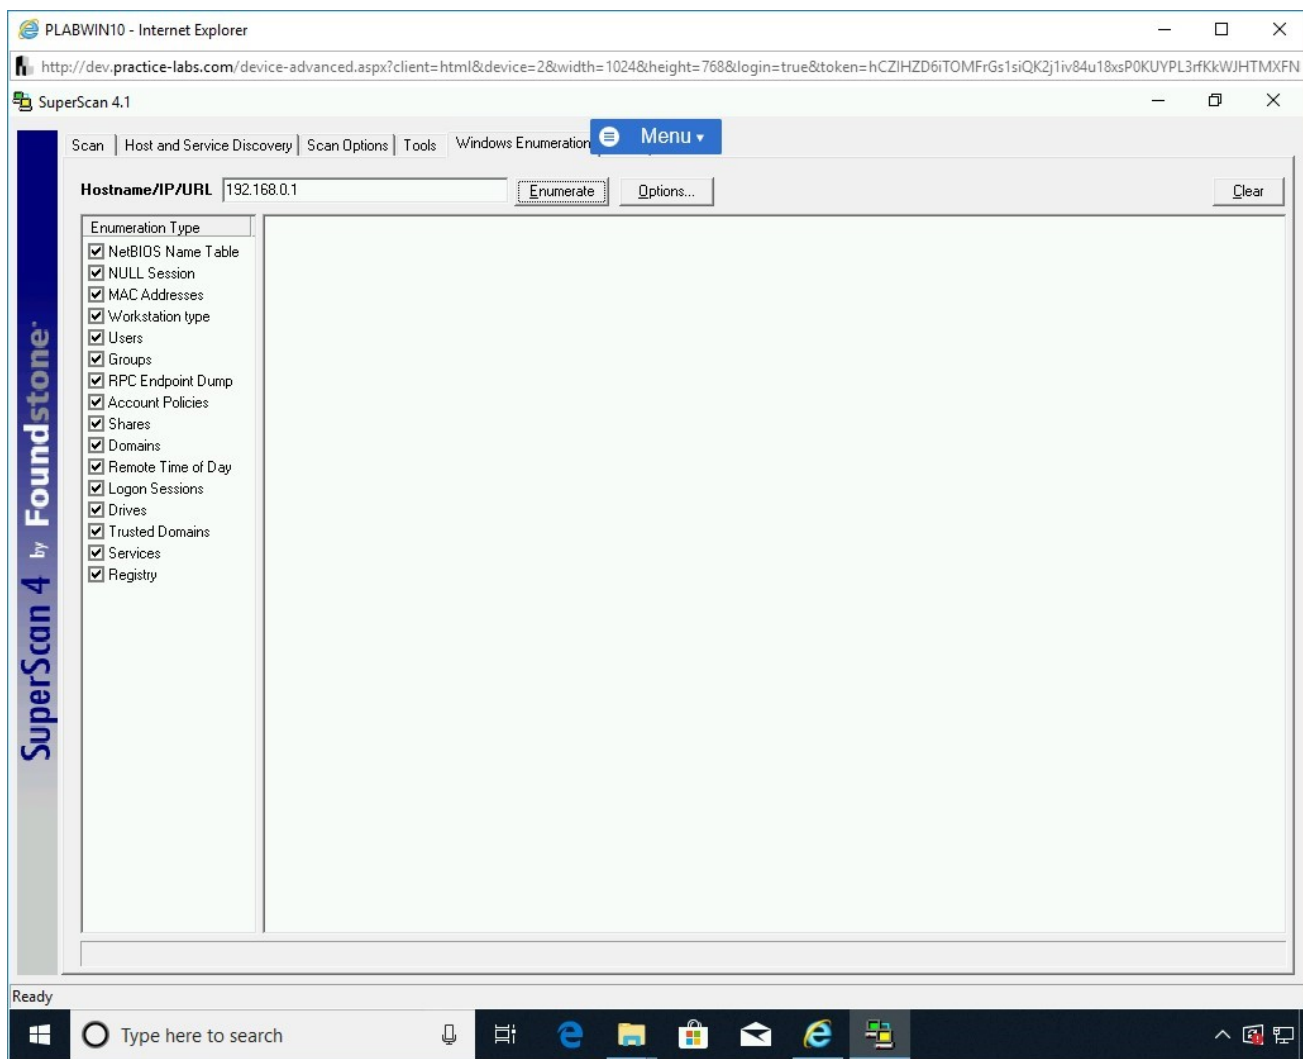 PLABWIN10 - Internet Explorer
http://dev.practice-labs.com/device-advanced.aspx?client=html&device=2&width=1024&height=768&login=true&token=hCZIHZD6iTOMFrGs1siQK2j1iv84u18xsP0KUYPL3rfKkWJHTMXFN
SuperScan 4.1
Scan Host and Service Discovery Scan Options Tools Windows Enumeration Menu
Hostname/IP/URL 192.168.0.1 Enumerate Options... Clear
Enumeration Type
NetBIOS Name Table
NULL Session
MAC Addresses
Workstation type
Users
Groups
RPC Endpoint Dump
Account Policies
Shares
Domains
Remote Time of Day
Logon Sessions
Drives
Trusted Domains
Services
Registry
SuperScan 4 by Foundstone
Ready
Type here to search